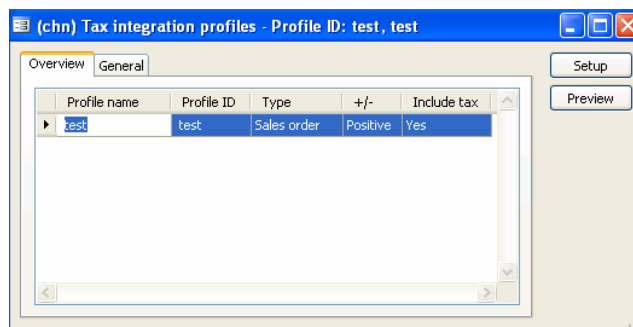 (chn) Tax integration profiles - Profile ID: test, test
Overview General
Setup
Preview
Profile name Profile ID Type +/- Include tax
test test Sales order Positive Yes